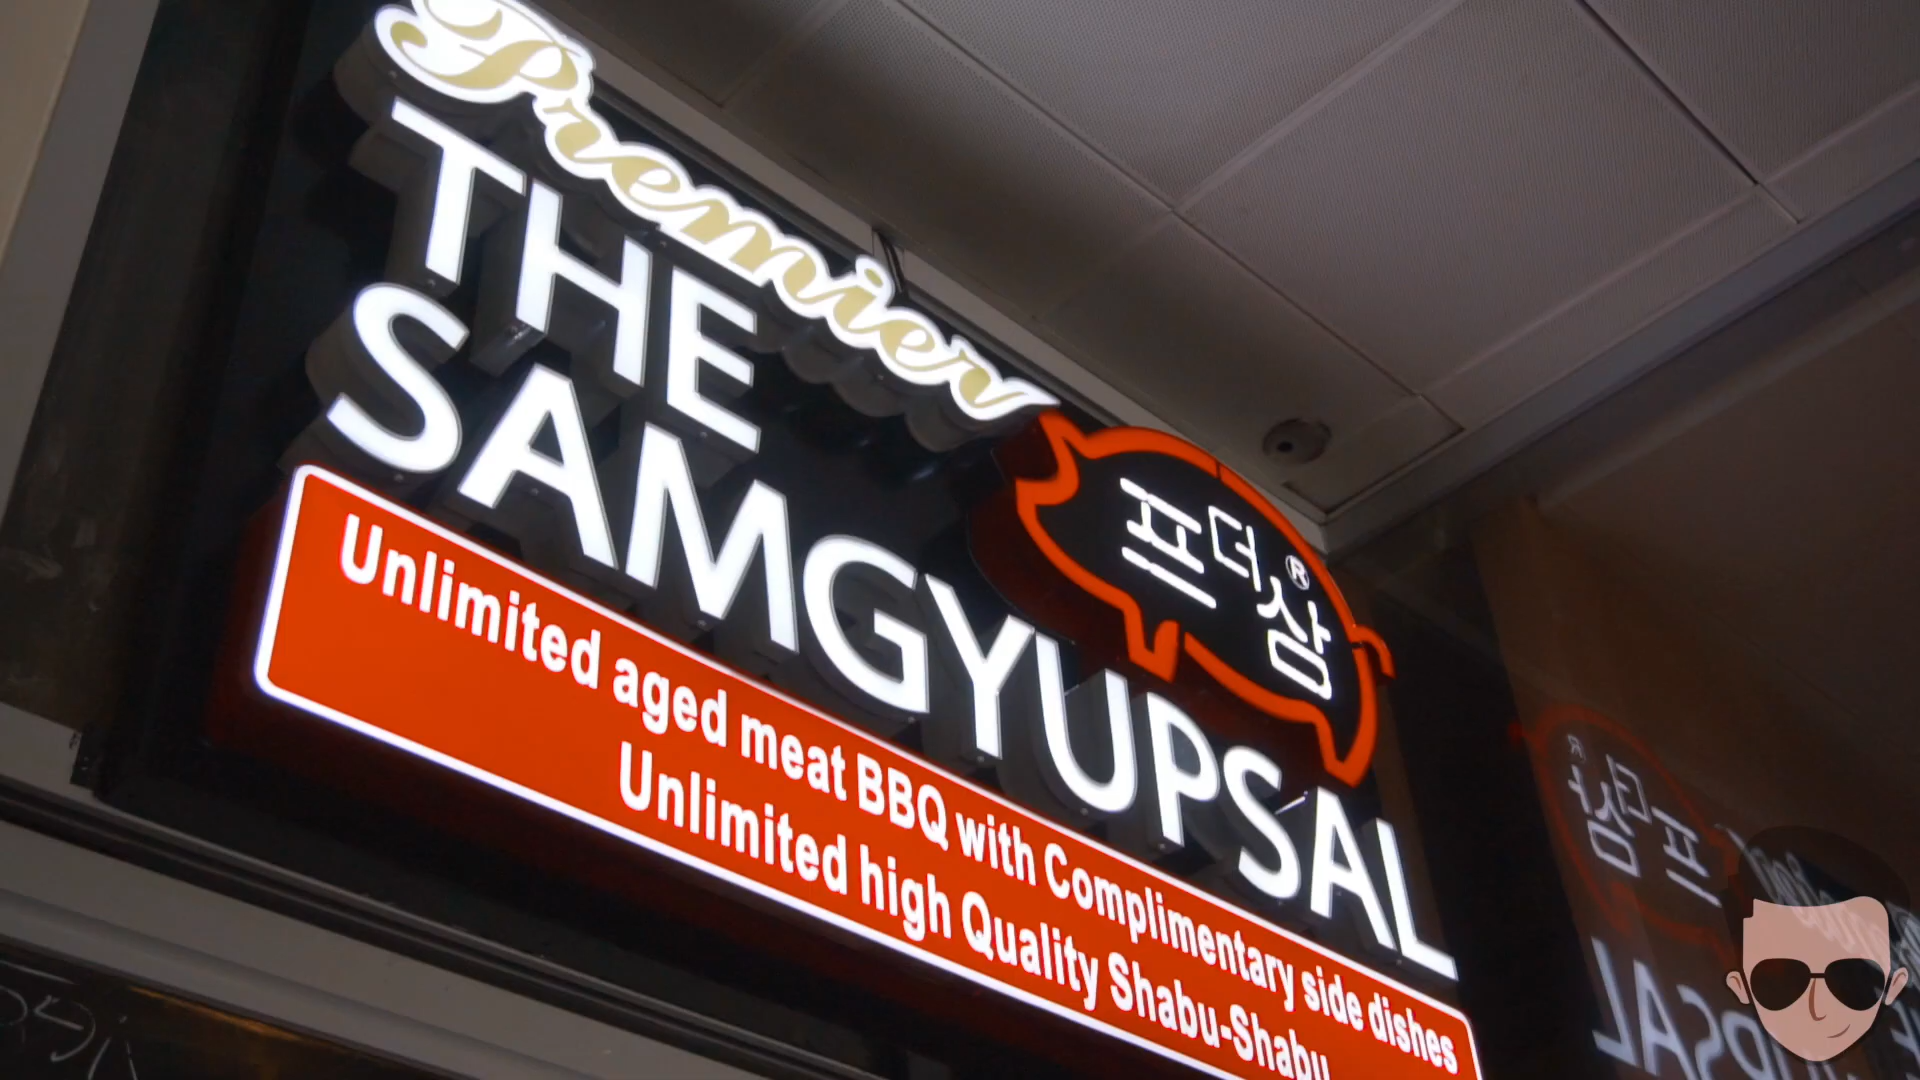 Premier
THE
SAMGYUPSAL
프더삼®
Unlimited aged meat BBQ with Complimentary side dishes
Unlimited high Quality Shabu-Shabu